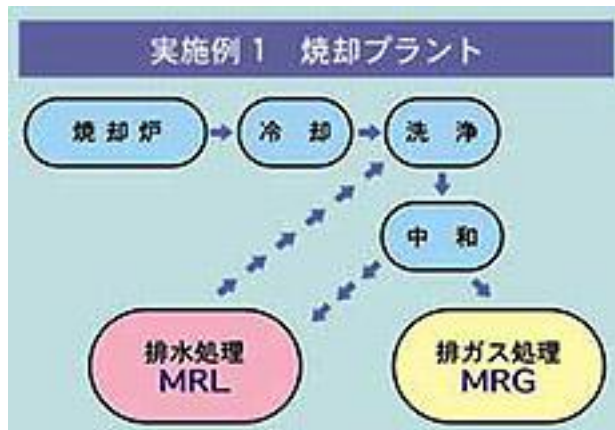 実施例1 焼却プラント
焼却炉
冷却
洗浄
中和
排水処理
MRL
排ガス処理
MRG